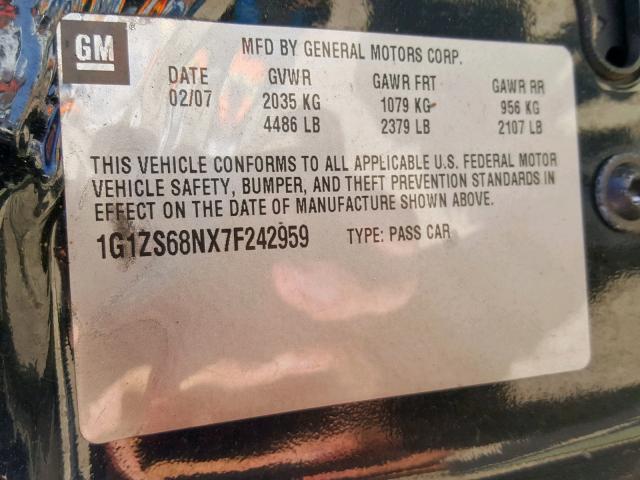 GM
MFD BY GENERAL MOTORS CORP.
DATE GVWR GAWR FRT GAWR RR
02/07 2035 KG 1079 KG 956 KG
4486 LB 2379 LB 2107 LB
THIS VEHICLE CONFORMS TO ALL APPLICABLE U.S. FEDERAL MOTOR
VEHICLE SAFETY, BUMPER, AND THEFT PREVENTION STANDARDS IN
EFFECT ON THE DATE OF MANUFACTURE SHOWN ABOVE.
1G1ZS68NX7F242959 TYPE: PASS CAR